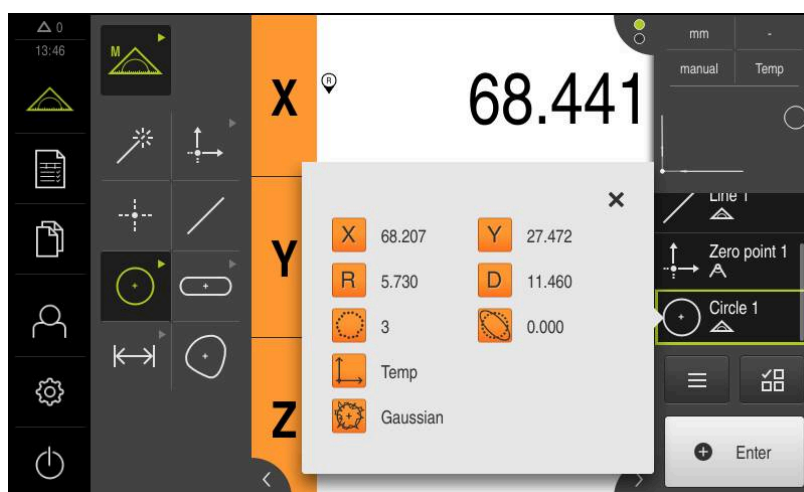 0
13:46
M
X
R
68.441
mm
-
manual
Temp
Y
Z
X
68.207
Y
27.472
R
5.730
D
11.460
3
0.000
Temp
Gaussian
Line 1
Zero point 1
Circle 1
Enter